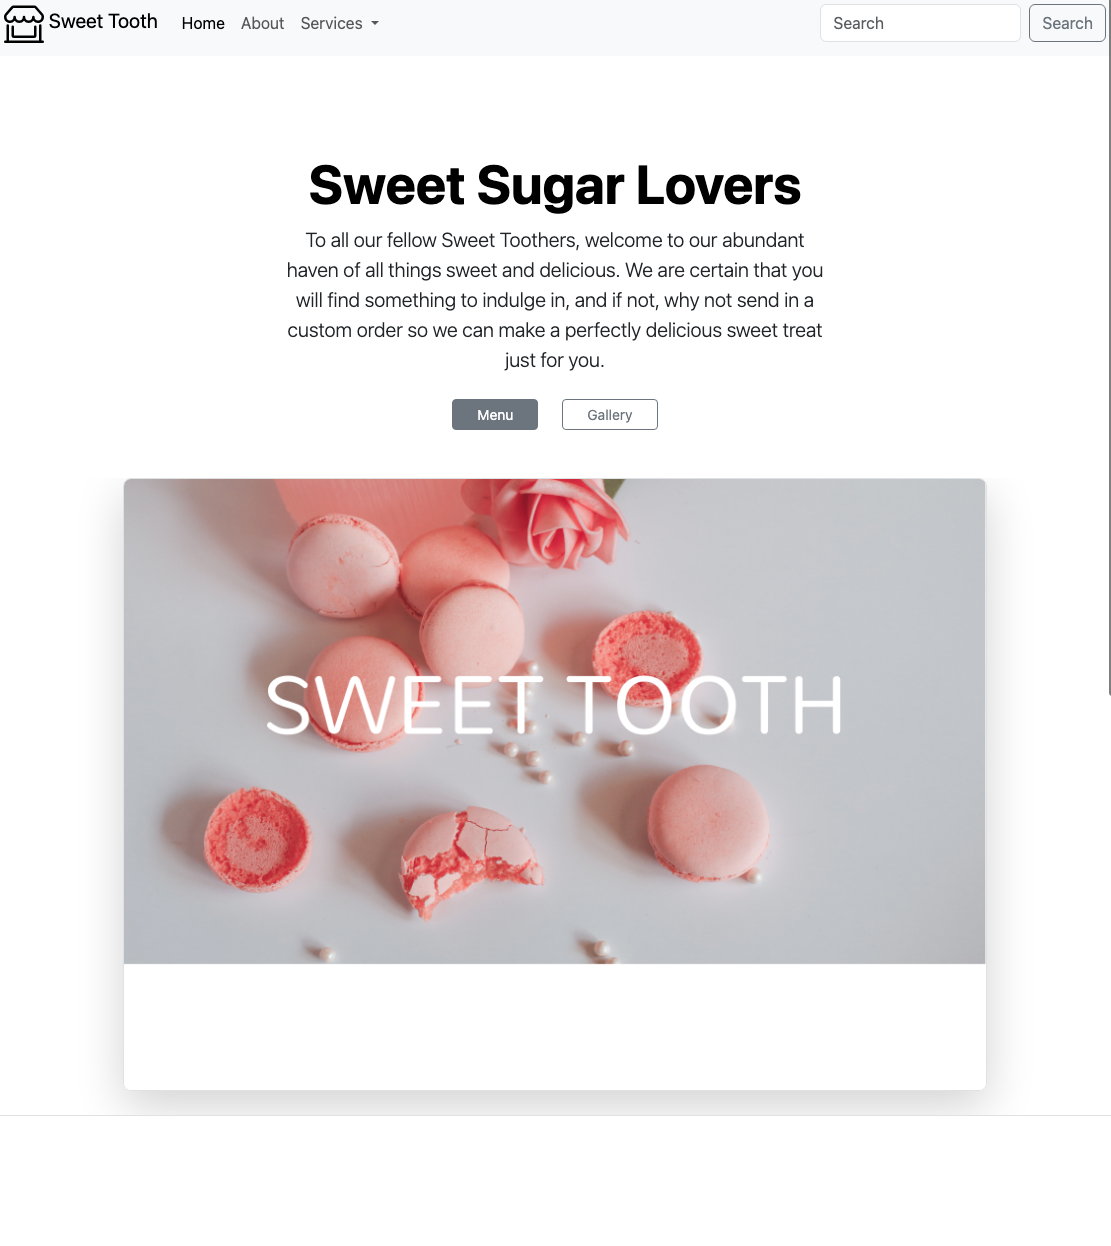 Sweet Tooth Home About Services Search Search
Sweet Sugar Lovers
To all our fellow Sweet Toothers, welcome to our abundant
haven of all things sweet and delicious. We are certain that you
will find something to indulge in, and if not, why not send in a
custom order so we can make a perfectly delicious sweet treat
just for you.
Menu Gallery
SWEET TOOTH